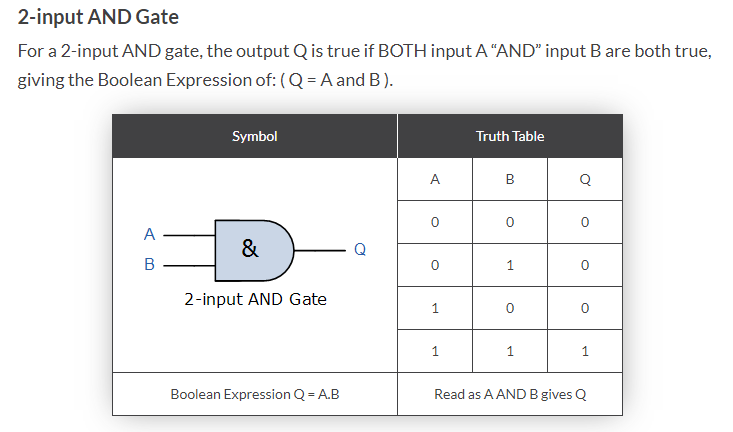 2-input AND Gate
For a 2-input AND gate, the output Q is true if BOTH input A “AND” input B are both true,
giving the Boolean Expression of: ( Q = A and B ).
Symbol Truth Table
A B Q
0 0 0
A
& Q
B
0 1 0
2-input AND Gate
1 0 0
1 1 1
Boolean Expression Q = A.B Read as A AND B gives Q